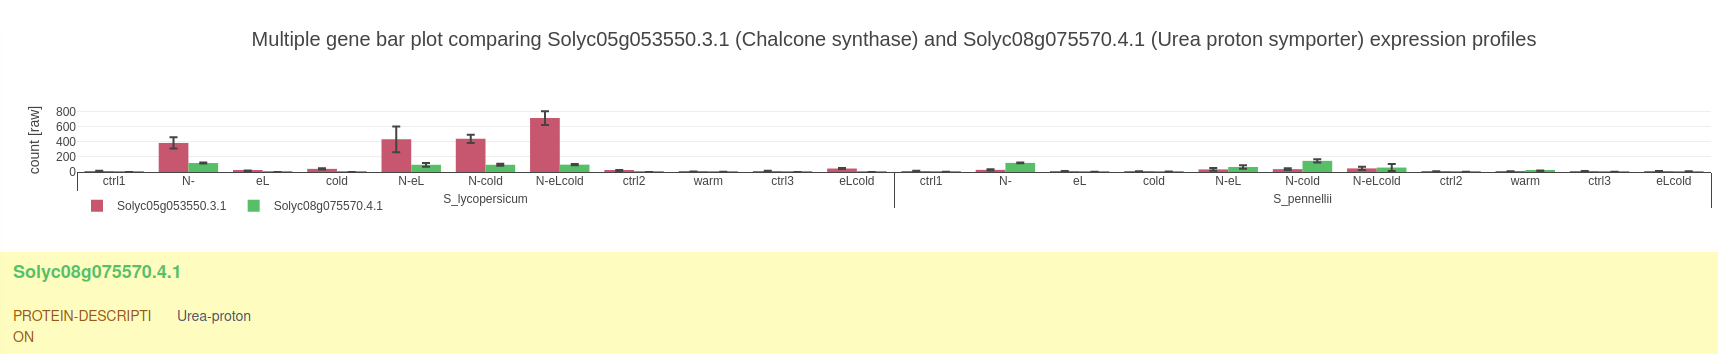 Multiple gene bar plot comparing Solyc05g053550.3.1 (Chalcone synthase) and Solyc08g075570.4.1 (Urea proton symporter) expression profiles
count [raw]
800
600
400
200
0
ctrl1 N- eL cold N-eL N-cold N-eLcold ctrl2 warm ctrl3 eLcold ctrl1 N- eL cold N-eL N-cold N-eLcold ctrl2 warm ctrl3 eLcold
S_lycopersicum S_pennellii
Solyc05g053550.3.1 Solyc08g075570.4.1
Solyc08g075570.4.1
PROTEIN-DESCRIPTI Urea-proton
ON